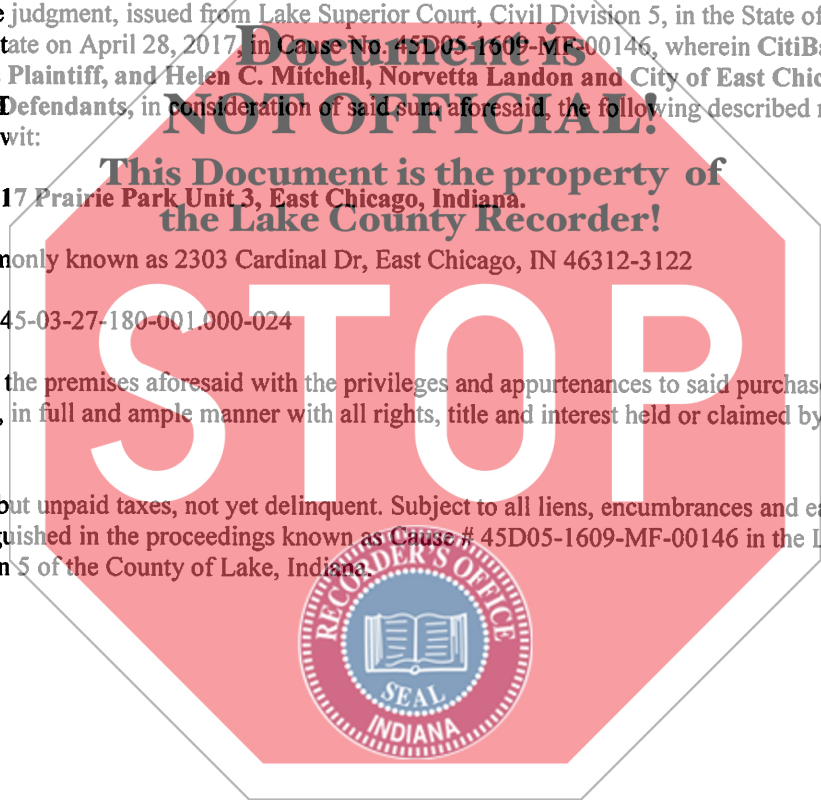 judgment, issued from Lake Superior Court, Civil Division 5, in the State of
tate on April 28, 2017, in Cause No. 45D05-1609-MF-00146, wherein CitiBa
Document is
Plaintiff, and Helen C. Mitchell, Norvetta Landon and City of East Chic
Defendants, in consideration of said sum aforesaid, the following described r
NOT OFFICIAL!
wit:
This Document is the property of
17 Prairie Park Unit 3, East Chicago, Indiana.
the Lake County Recorder!
monly known as 2303 Cardinal Dr, East Chicago, IN 46312-3122
45-03-27-180-001.000-024
STOP
the premises aforesaid with the privileges and appurtenances to said purchase
, in full and ample manner with all rights, title and interest held or claimed by
but unpaid taxes, not yet delinquent. Subject to all liens, encumbrances and ea
uished in the proceedings known as Cause # 45D05-1609-MF-00146 in the L
n 5 of the County of Lake, Indiana.
RECORDER'S OFFICE
SEAL
INDIANA